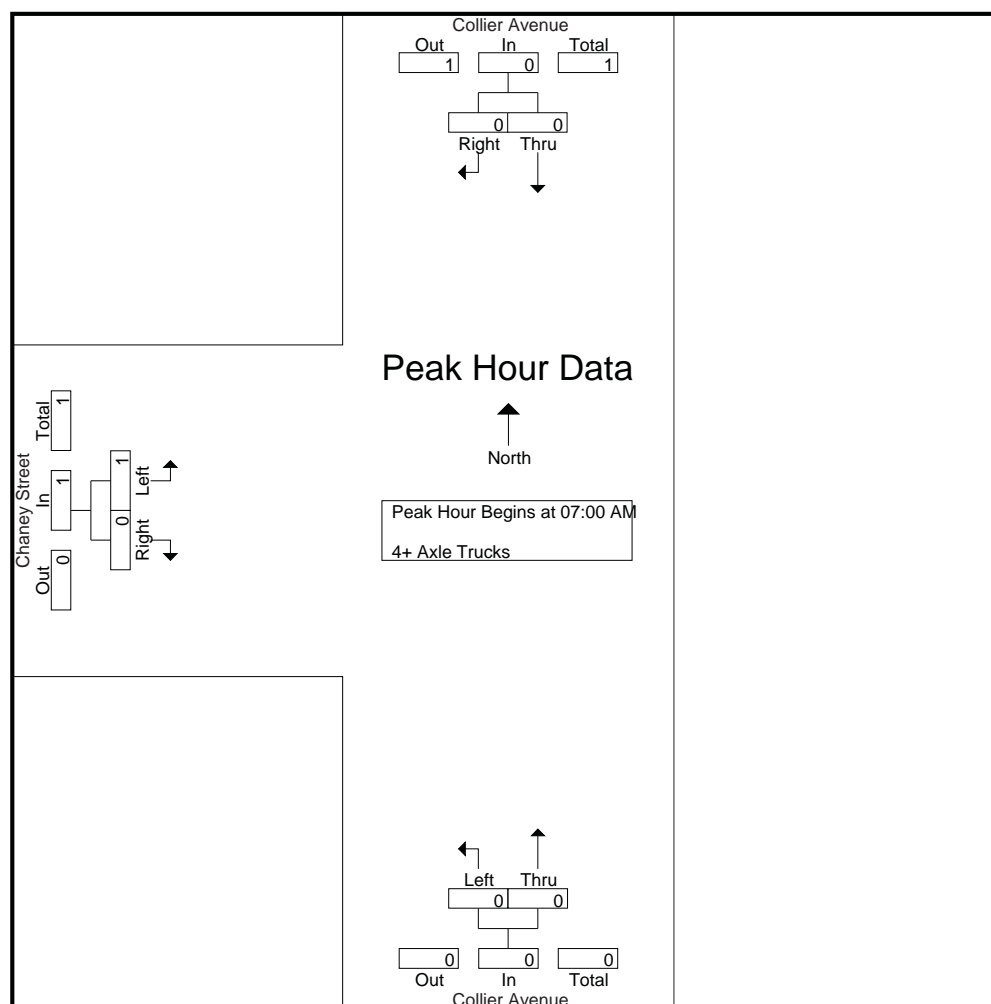 Collier Avenue
Out In Total
1 0 1
0 0
Right Thru
Peak Hour Data
North
Peak Hour Begins at 07:00 AM
4+ Axle Trucks
Chaney Street
Out In Total
0 1 1
0 1
Right Left
Left Thru
0 0
0 0 0
Out In Total
Collier Avenue